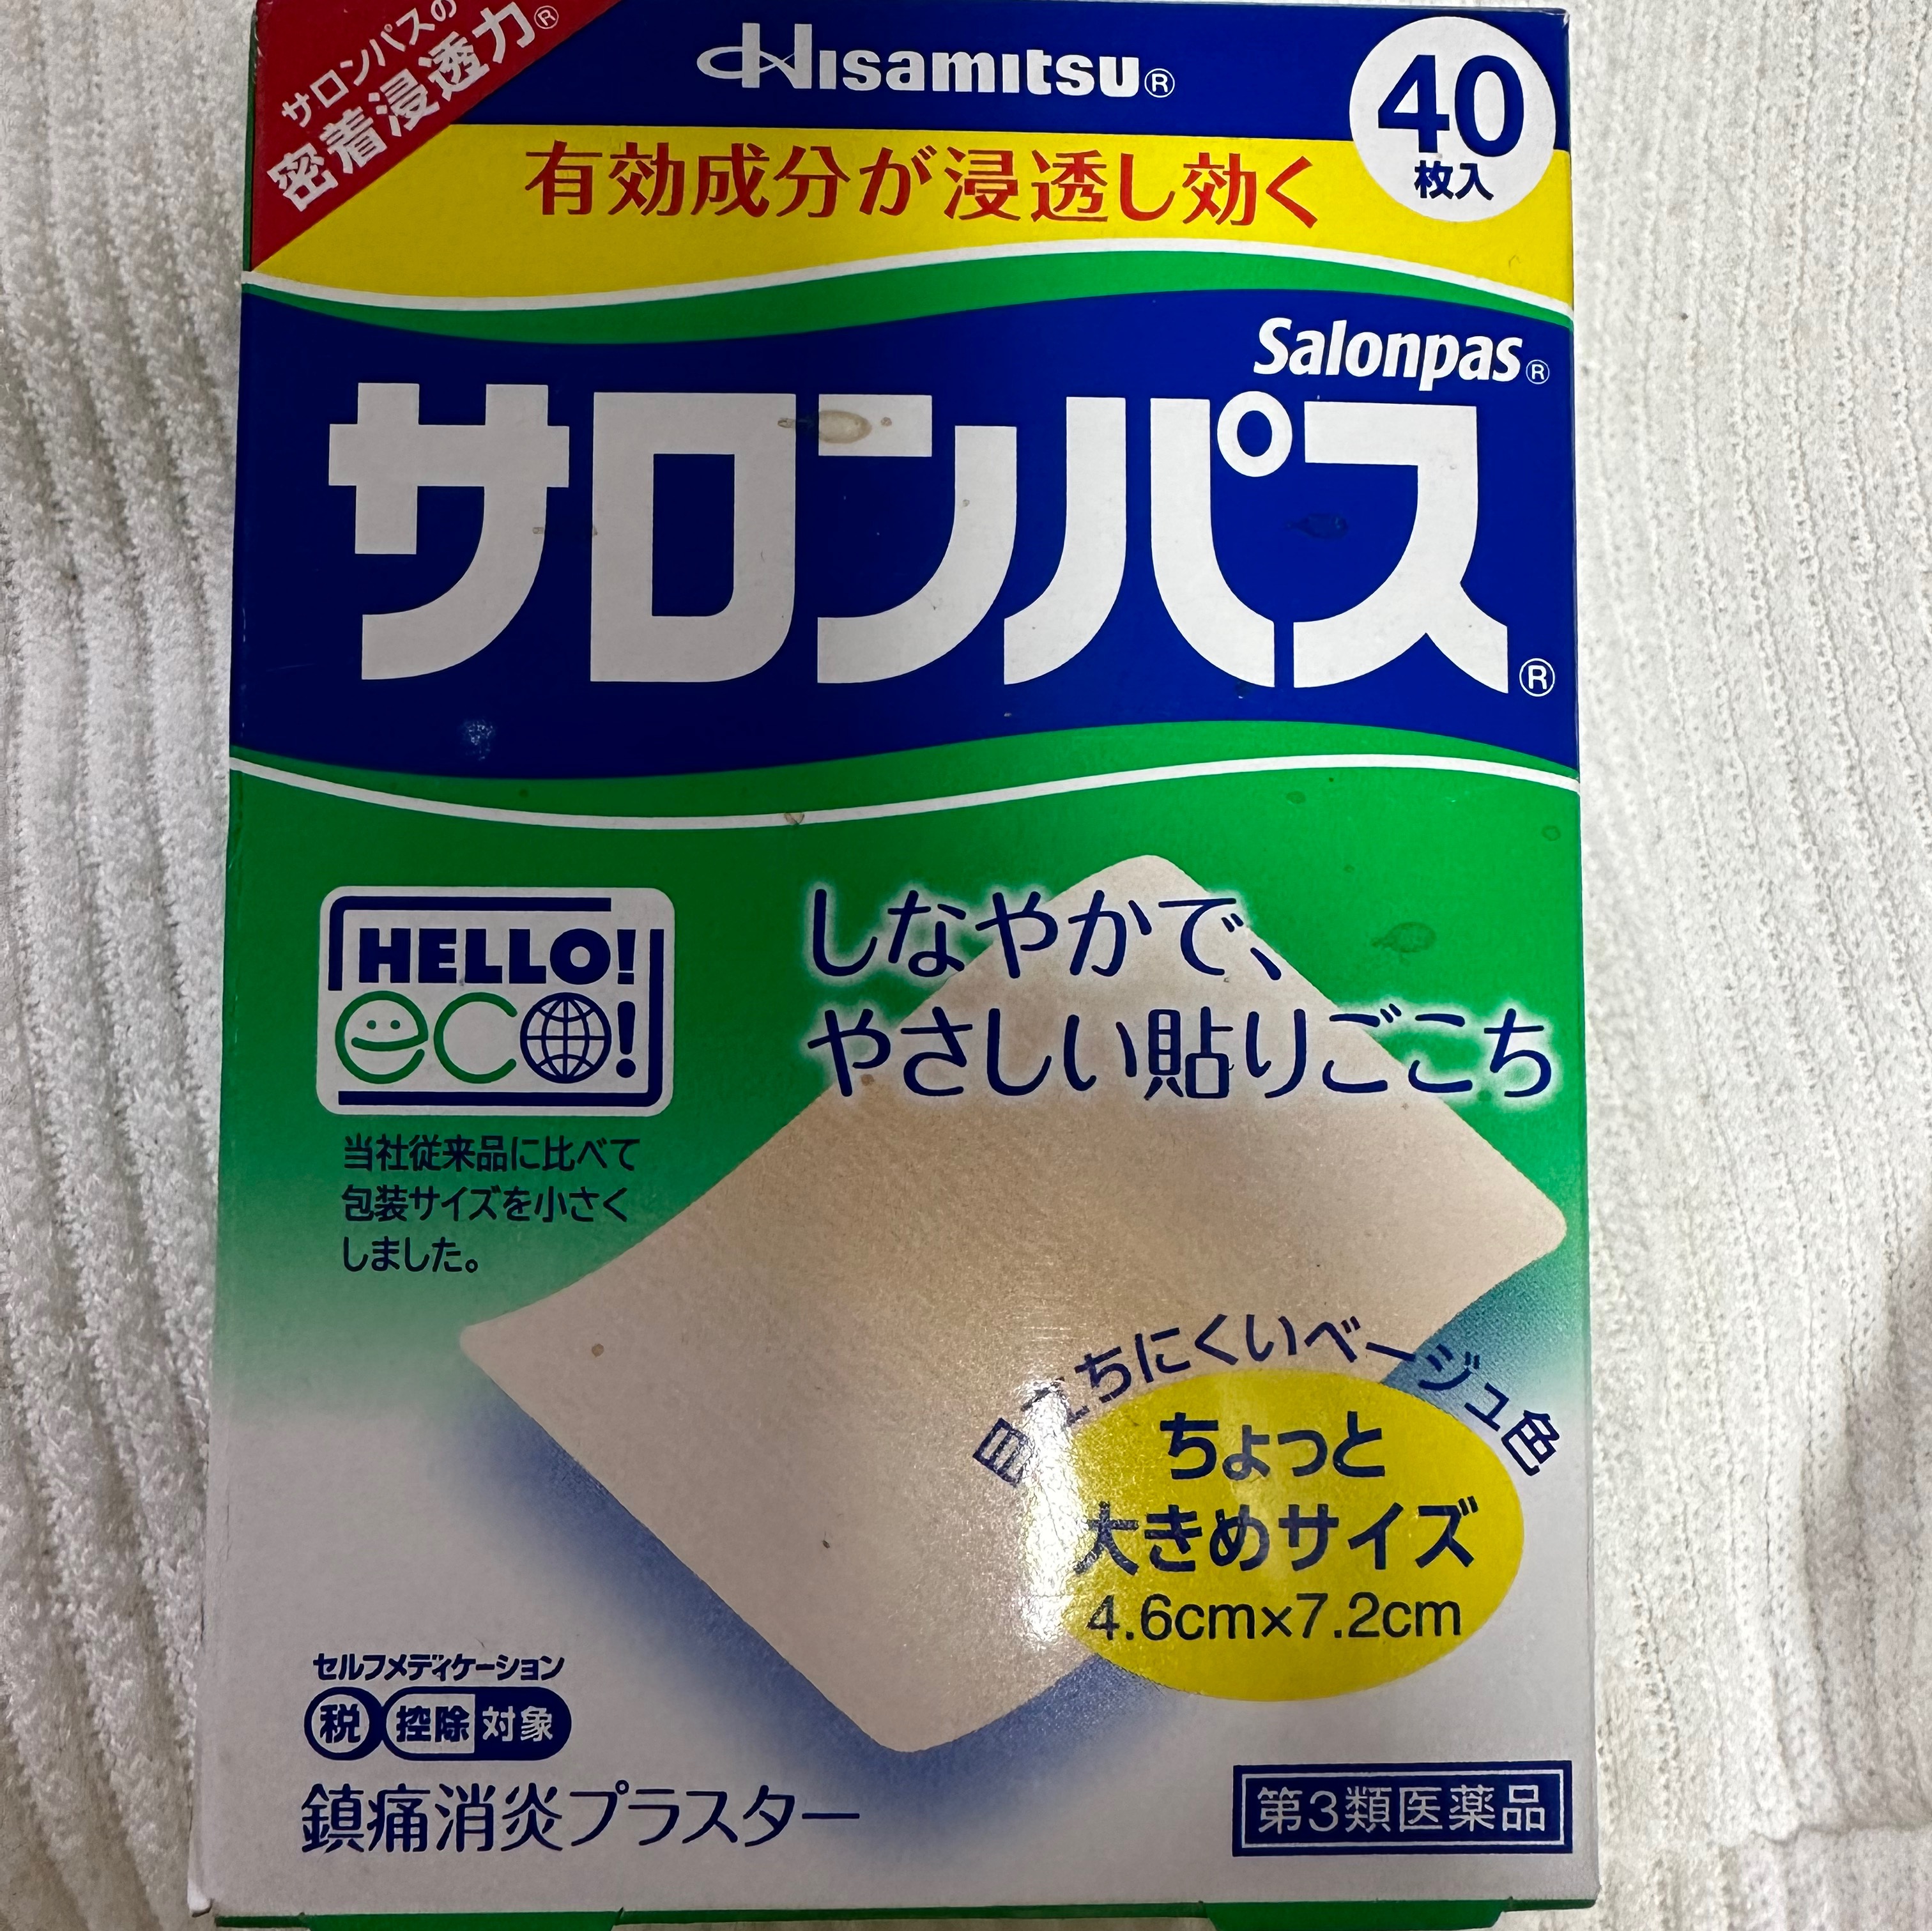 サロンパスの
密着浸透力®
Hisamitsu®
40
枚入
有効成分が浸透し効く
Salonpas®
サロンパス®
HELLO!
eco!
しなやかで、
やさしい貼りごこち
当社従来品に比べて
包装サイズを小さく
しました。
目立ちにくいベージュ色
ちょっと
大きめサイズ
4.6cm×7.2cm
セルフメディケーション
税 控除 対象
鎮痛消炎プラスター
第3類医薬品